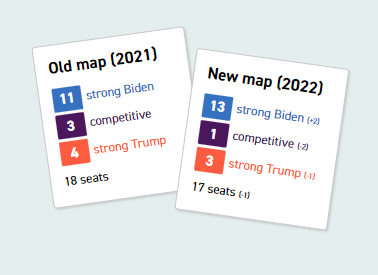 Old map (2021)
11 strong Biden
3 competitive
4 strong Trump
18 seats
New map (2022)
13 strong Biden (+2)
1 competitive (-2)
3 strong Trump (-1)
17 seats (-1)